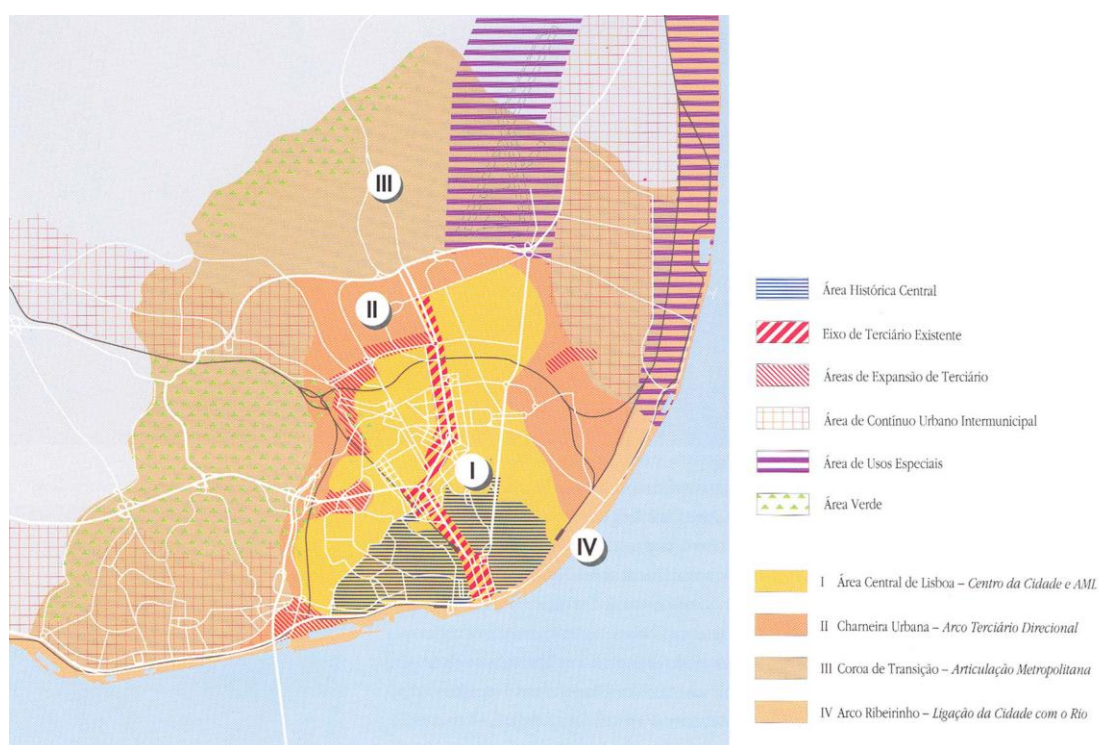 III
II
I
IV
Área Histórica Central
Eixo de Terciário Existente
Áreas de Expansão de Terciário
Área de Contínuo Urbano Intermunicipal
Área de Usos Especiais
Área Verde
I Área Central de Lisboa – Centro da Cidade e AML
II Charneira Urbana – Arco Terciário Direcional
III Coroa de Transição – Articulação Metropolitana
IV Arco Ribeirinho – Ligação da Cidade com o Rio